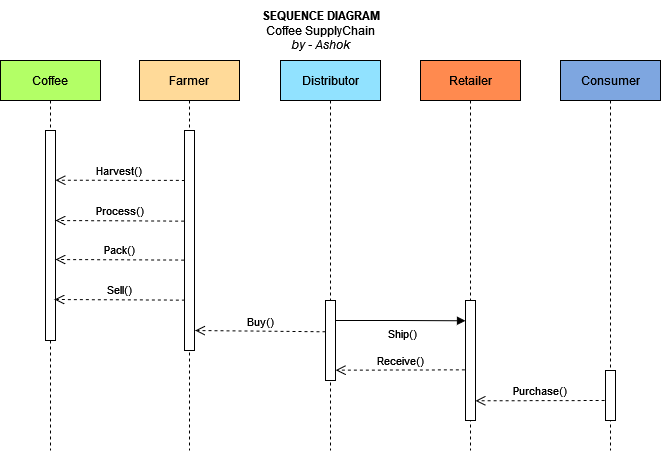 SEQUENCE DIAGRAM
Coffee SupplyChain
by - Ashok
Coffee
Farmer
Distributor
Retailer
Consumer
Harvest()
Process()
Pack()
Sell()
Buy()
Ship()
Receive()
Purchase()